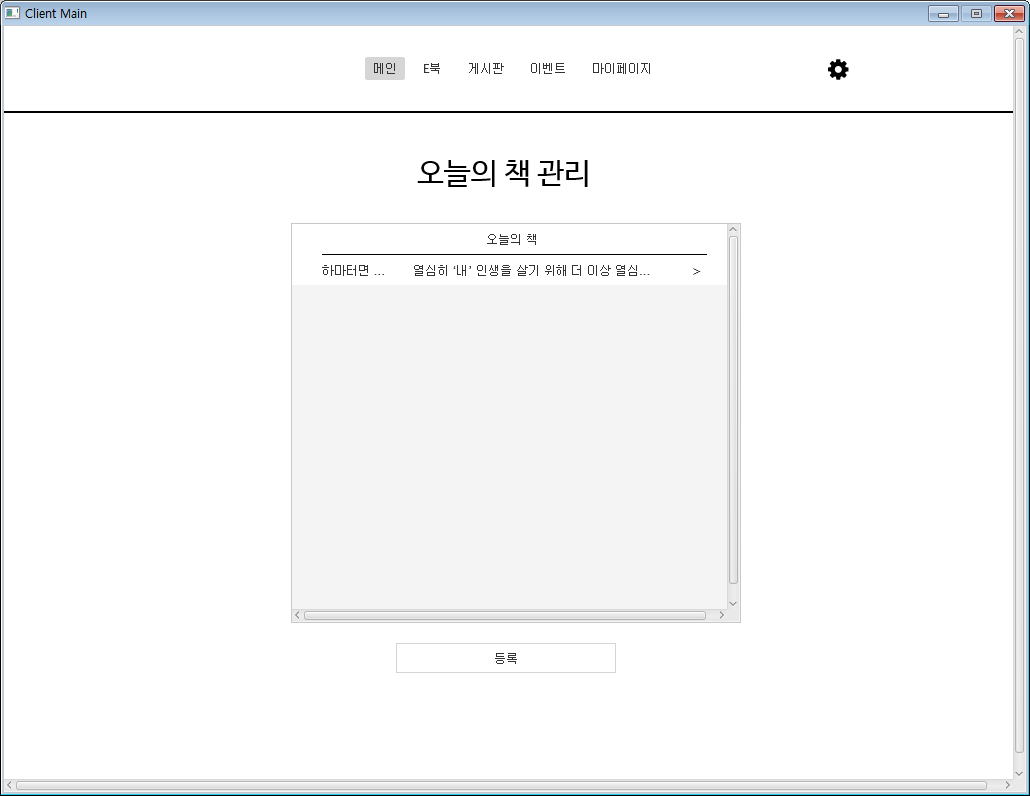 Client Main
메인 E북 게시판 이벤트 마이페이지
오늘의 책 관리
오늘의 책
하마터면 ... 열심히 ‘내’ 인생을 살기 위해 더 이상 열심... >
등록